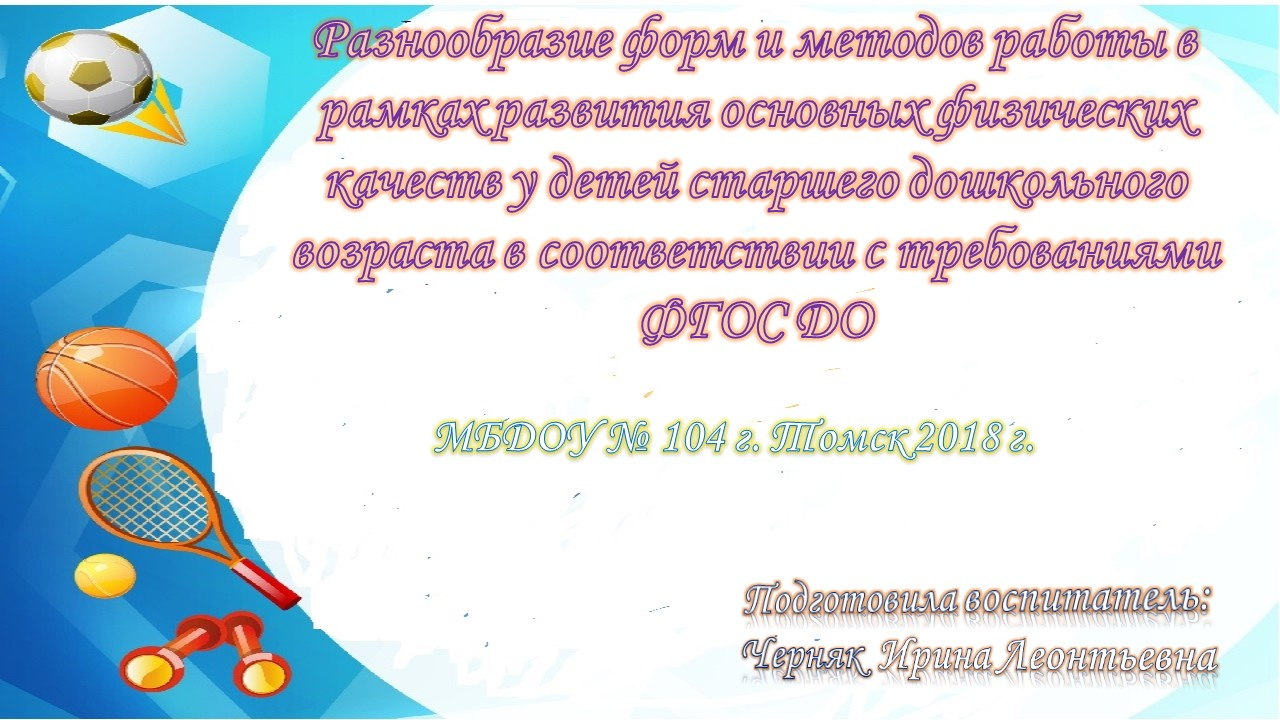 Разнообразие форм и методов работы в
рамках развития основных физических
качеств у детей старшего дошкольного
возраста в соответствии с требованиями
ФГОС ДО
МБДОУ № 104 г. Томск 2018 г.
Подготовила воспитатель:
Черняк Ирина Леонтьевна